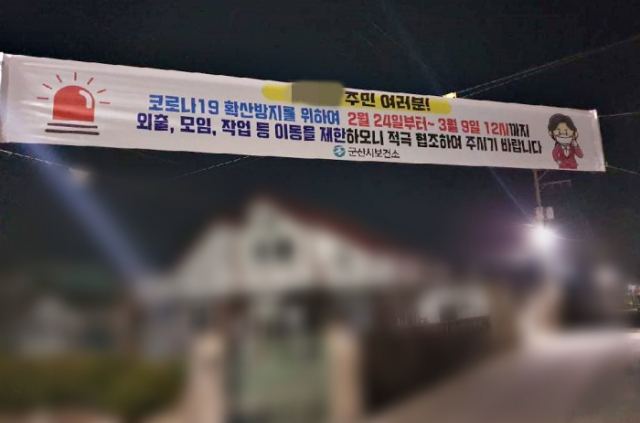 주민 여러분!
코로나19 확산방지를 위하여 2월 24일부터~ 3월 9일 12시까지
외출, 모임, 작업 등 이동을 제한하오니 적극 협조하여 주시기 바랍니다
군산시보건소